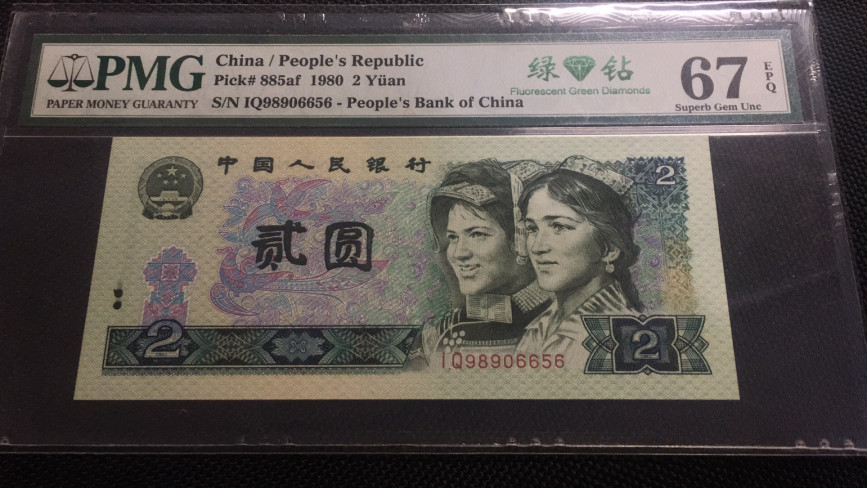 PMG
PAPER MONEY GUARANTY
China / People's Republic
Pick# 885af 1980 2 Yüan
S/N IQ98906656 - People's Bank of China
绿 钻
Fluorescent Green Diamonds
67 EPQ
Superb Gem Unc
中国人民银行
2
贰圆
2
2
IQ98906656